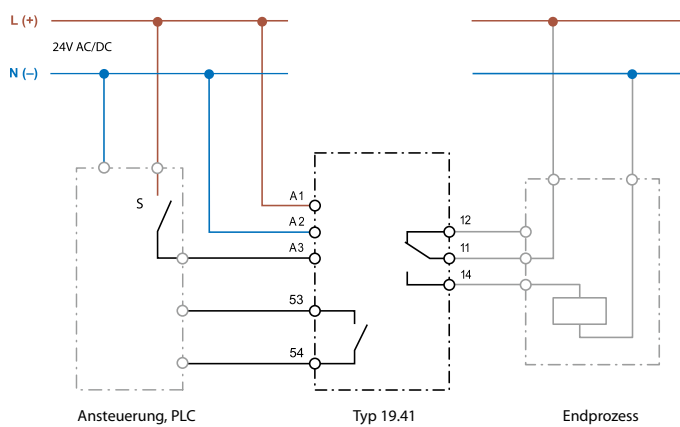 L (+)
24V AC/DC
N (–)
S
A1
A2
A3
53
54
12
11
14
Ansteuerung, PLC
Typ 19.41
Endprozess